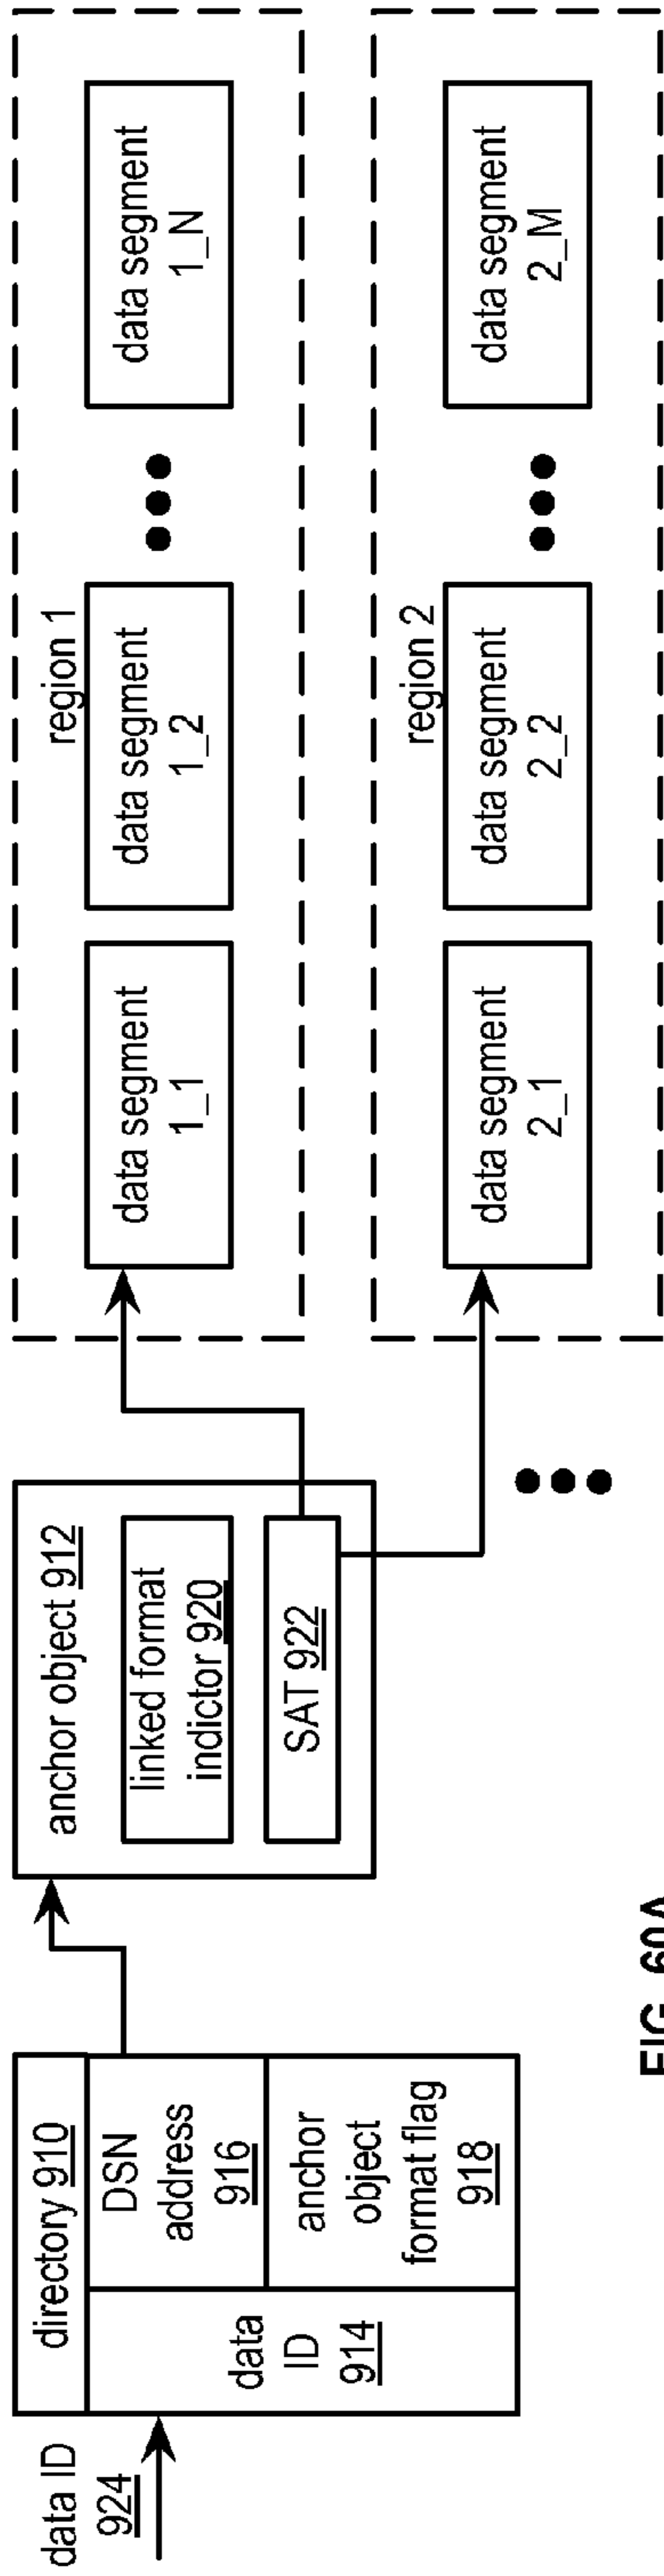 data ID
924
directory 910
data
ID
914
DSN
address
916
anchor
object
format flag
918
anchor object 912
linked format
indictor 920
SAT 922
region 1
data segment
1_1
data segment
1_2
data segment
1_N
region 2
data segment
2_1
data segment
2_2
data segment
2_M
FIG. 60A